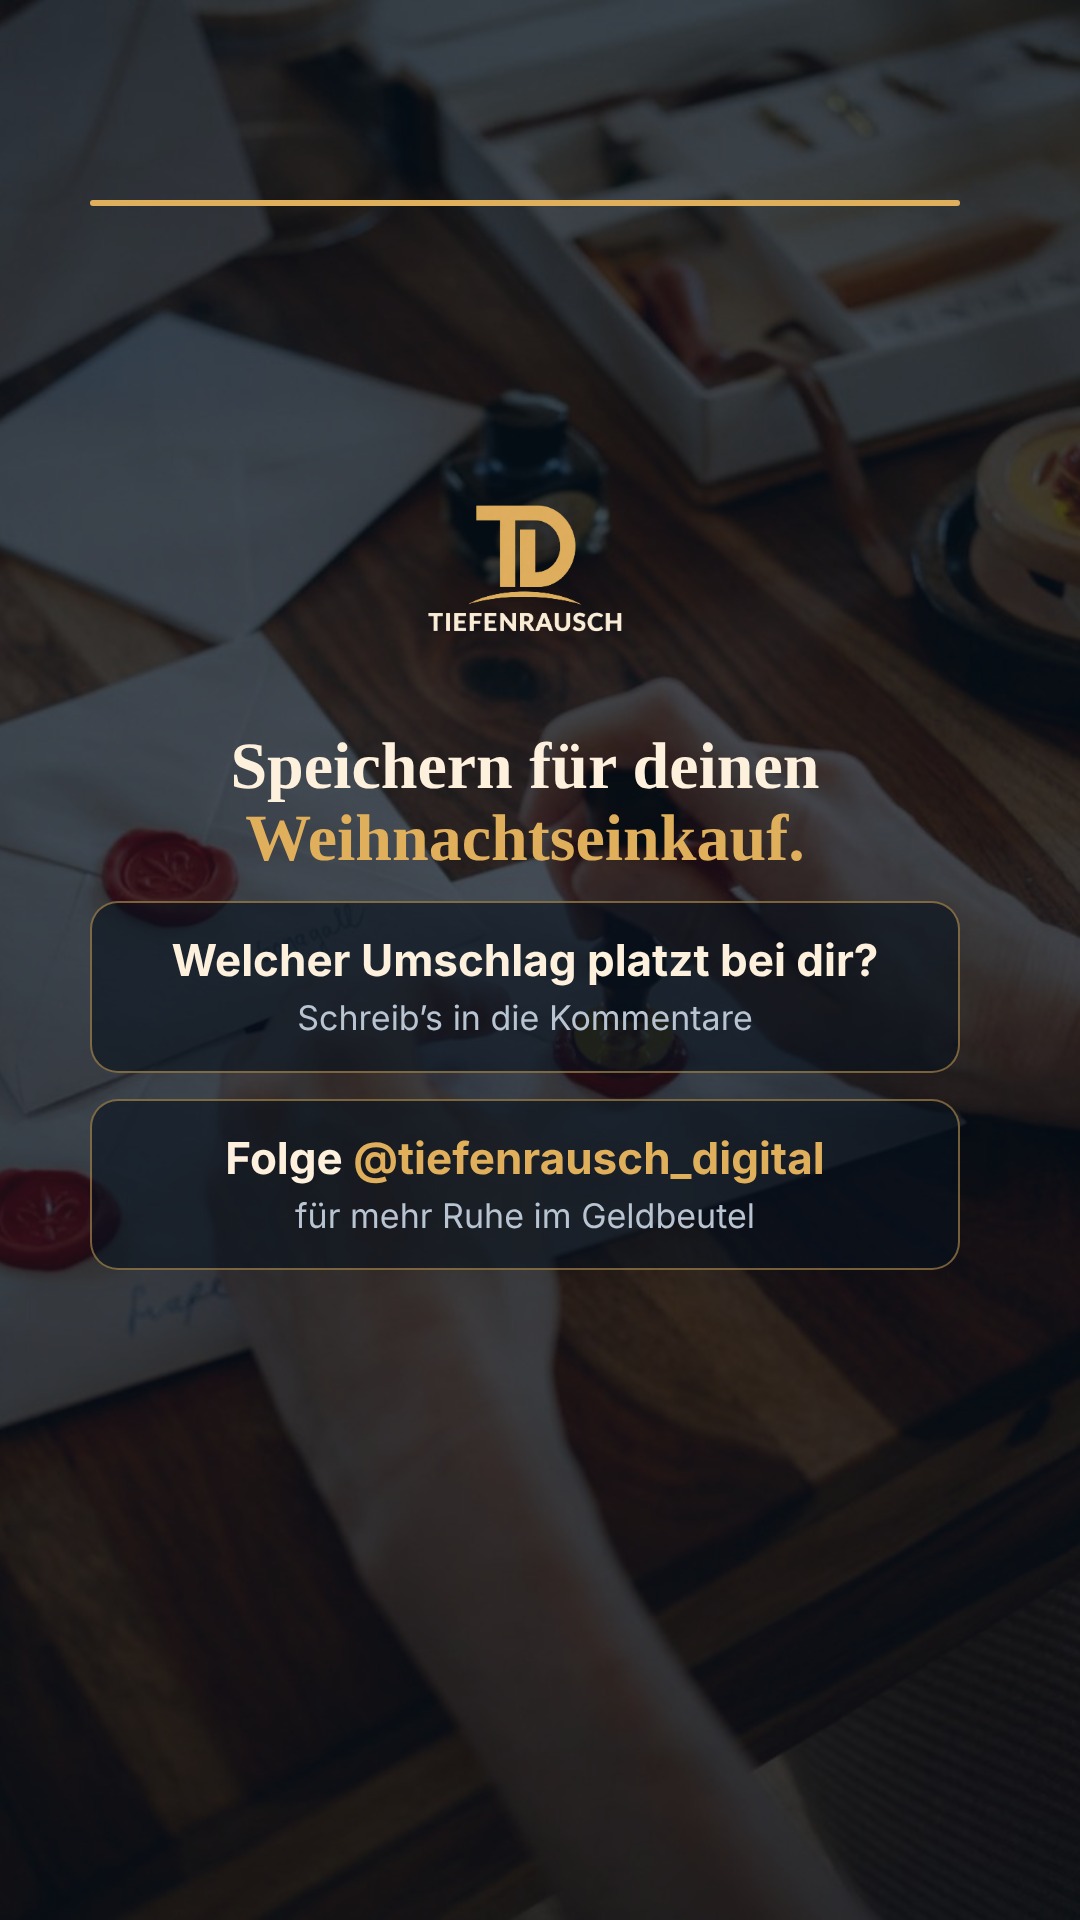 TD
TIEFENRAUSCH
Speichern für deinen
Weihnachtseinkauf.
Welcher Umschlag platzt bei dir?
Schreib’s in die Kommentare
Folge @tiefenrausch_digital
für mehr Ruhe im Geldbeutel